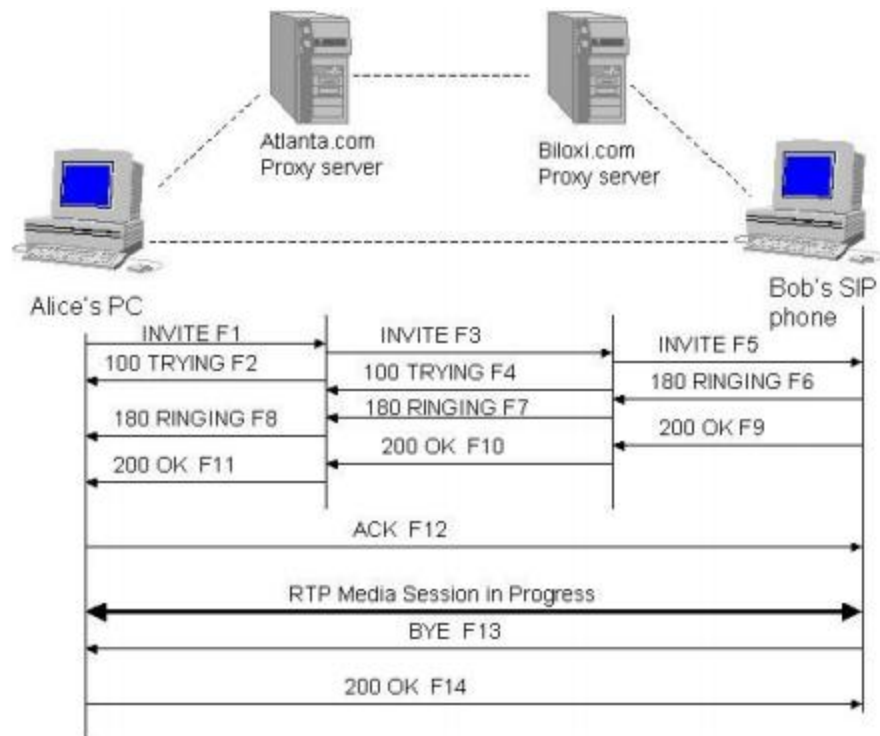 Atlanta.com
Proxy server
Biloxi.com
Proxy server
Alice's PC
Bob's SIP
phone
INVITE F1
INVITE F3
INVITE F5
100 TRYING F2
100 TRYING F4
180 RINGING F6
180 RINGING F7
180 RINGING F8
200 OK F9
200 OK F10
200 OK F11
ACK F12
RTP Media Session in Progress
BYE F13
200 OK F14